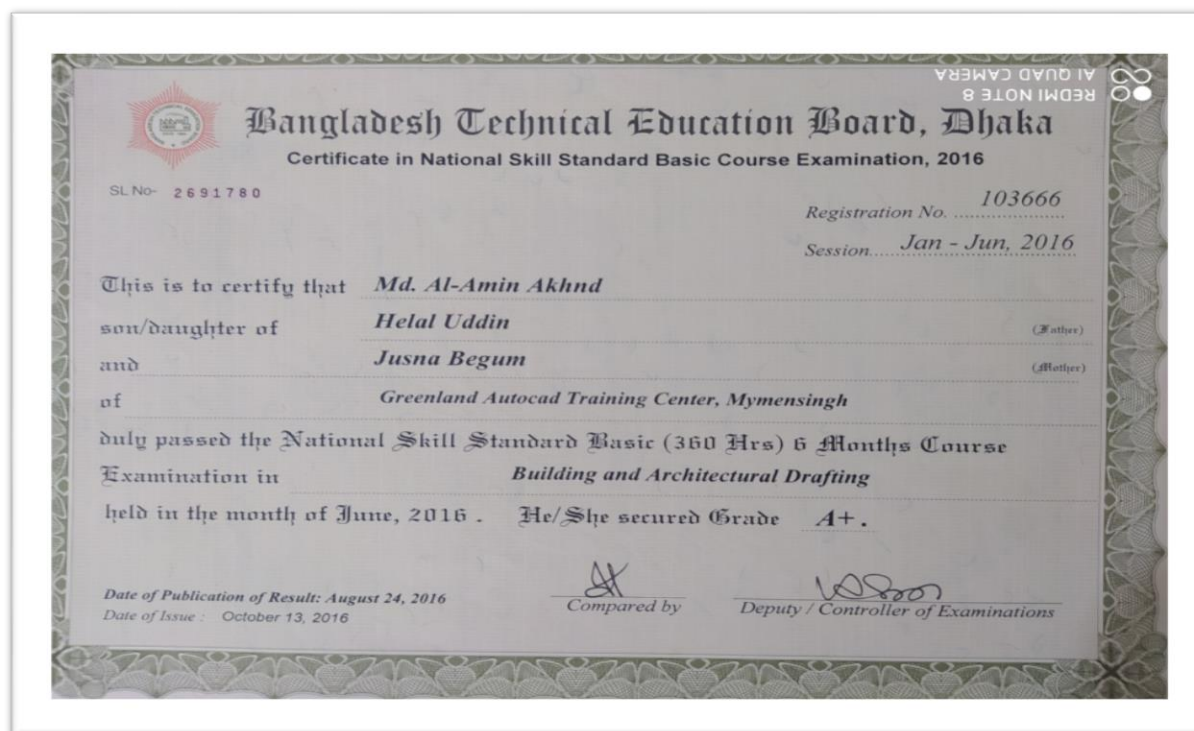 REDMI NOTE 8
AI QUAD CAMERA
Bangladesh Technical Education Board, Dhaka
Certificate in National Skill Standard Basic Course Examination, 2016
SL No- 2691780
Registration No. 103666
Session Jan - Jun, 2016
This is to certify that Md. Al-Amin Akhnd
son/daughter of Helal Uddin (Father)
and Jusna Begum (Mother)
of Greenland Autocad Training Center, Mymensingh
duly passed the National Skill Standard Basic (360 Hrs) 6 Months Course
Examination in Building and Architectural Drafting
held in the month of June, 2016 . He/She secured Grade A+.
Date of Publication of Result: August 24, 2016
Date of Issue : October 13, 2016
Compared by
Deputy / Controller of Examinations